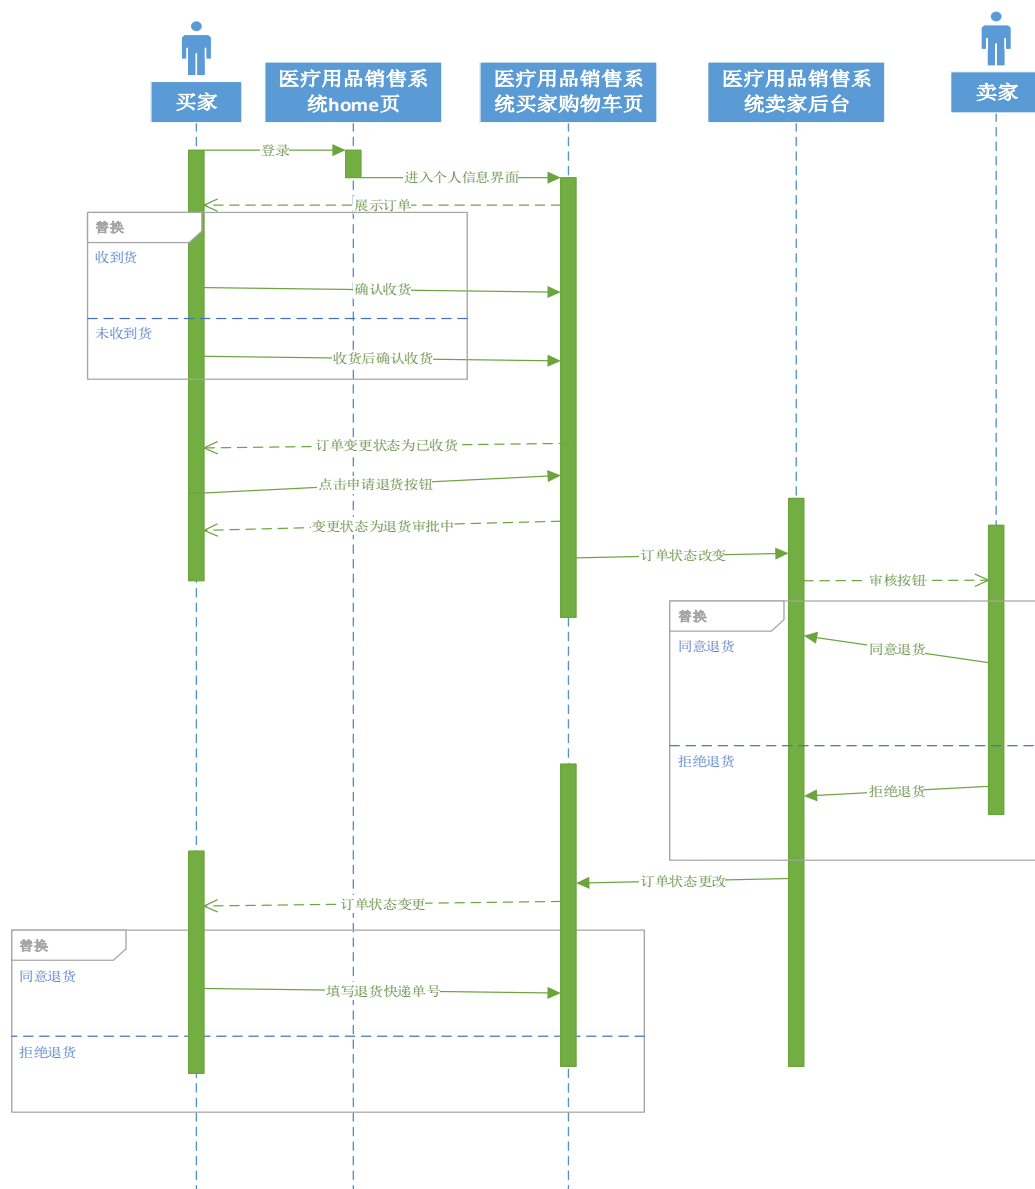 买家
医疗用品销售系
统home页
医疗用品销售系
统买家购物车页
医疗用品销售系
统卖家后台
卖家
登录
进入个人信息界面
展示订单
替换
收到货
确认收货
未收到货
收货后确认收货
订单变更状态为已收货
点击申请退货按钮
变更状态为退货审批中
订单状态改变
审核按钮
替换
同意退货
同意退货
拒绝退货
拒绝退货
订单状态更改
订单状态变更
替换
同意退货
填写退货快递单号
拒绝退货